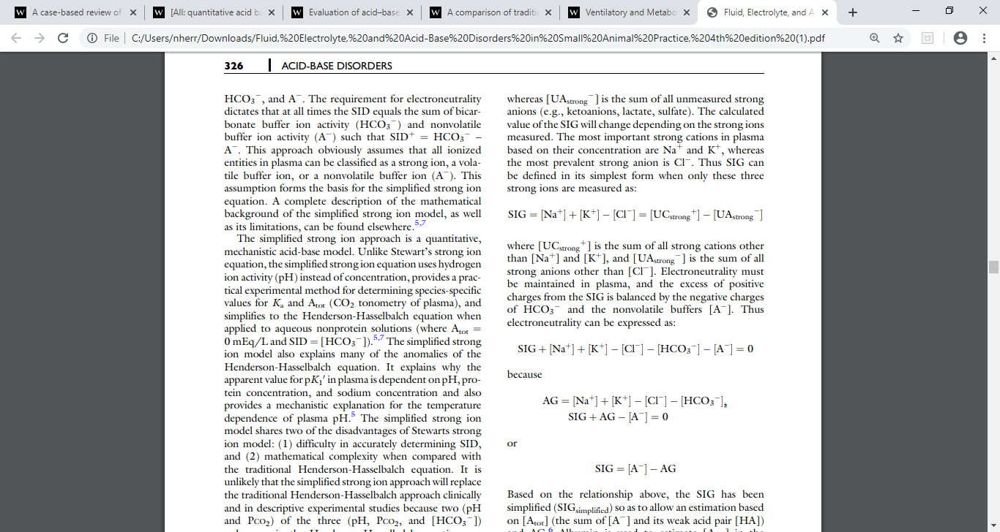 A case-based review of
[All: quantitative acid ba
Evaluation of acid–base
A comparison of traditio
Ventilatory and Metabo
Fluid, Electrolyte, and A
File | C:/Users/nherr/Downloads/Fluid,%20Electrolyte,%20and%20Acid-Base%20Disorders%20in%20Small%20Animal%20Practice,%204th%20edition%20(1).pdf
326 ACID-BASE DISORDERS
HCO₃⁻, and A⁻. The requirement for electroneutrality
dictates that at all times the SID equals the sum of bicar-
bonate buffer ion activity (HCO₃⁻) and nonvolatile
buffer ion activity (A⁻) such that SID⁺ = HCO₃⁻ –
A⁻. This approach obviously assumes that all ionized
entities in plasma can be classified as a strong ion, a vola-
tile buffer ion, or a nonvolatile buffer ion (A⁻). This
assumption forms the basis for the simplified strong ion
equation. A complete description of the mathematical
background of the simplified strong ion model, as well
as its limitations, can be found elsewhere.⁵,⁷
The simplified strong ion approach is a quantitative,
mechanistic acid-base model. Unlike Stewart's strong ion
equation, the simplified strong ion equation uses hydrogen
ion activity (pH) instead of concentration, provides a prac-
tical experimental method for determining species-specific
values for Kₐ and Aₜₒₜ (CO₂ tonometry of plasma), and
simplifies to the Henderson-Hasselbalch equation when
applied to aqueous nonprotein solutions (where Aₜₒₜ =
0 mEq/L and SID = [HCO₃⁻]).⁵,⁷ The simplified strong
ion model also explains many of the anomalies of the
Henderson-Hasselbalch equation. It explains why the
apparent value for pK₁′ in plasma is dependent on pH, pro-
tein concentration, and sodium concentration and also
provides a mechanistic explanation for the temperature
dependence of plasma pH.⁵ The simplified strong ion
model shares two of the disadvantages of Stewarts strong
ion model: (1) difficulty in accurately determining SID,
and (2) mathematical complexity when compared with
the traditional Henderson-Hasselbalch equation. It is
unlikely that the simplified strong ion approach will replace
the traditional Henderson-Hasselbalch approach clinically
and in descriptive experimental studies because two (pH
and PCO₂) of the three (pH, PCO₂, and [HCO₃⁻])
whereas [UAstrong⁻] is the sum of all unmeasured strong
anions (e.g., ketoanions, lactate, sulfate). The calculated
value of the SIG will change depending on the strong ions
measured. The most important strong cations in plasma
based on their concentration are Na⁺ and K⁺, whereas
the most prevalent strong anion is Cl⁻. Thus SIG can
be defined in its simplest form when only these three
strong ions are measured as:
SIG = [Na⁺] + [K⁺] – [Cl⁻] = [UCstrong⁺] – [UAstrong⁻]
where [UCstrong⁺] is the sum of all strong cations other
than [Na⁺] and [K⁺], and [UAstrong⁻] is the sum of all
strong anions other than [Cl⁻]. Electroneutrality must
be maintained in plasma, and the excess of positive
charges from the SIG is balanced by the negative charges
of HCO₃⁻ and the nonvolatile buffers [A⁻]. Thus
electroneutrality can be expressed as:
SIG + [Na⁺] + [K⁺] – [Cl⁻] – [HCO₃⁻] – [A⁻] = 0
because
AG = [Na⁺] + [K⁺] – [Cl⁻] – [HCO₃⁻],
SIG + AG – [A⁻] = 0
or
SIG = [A⁻] – AG
Based on the relationship above, the SIG has been
simplified (SIGsimplified) so as to allow an estimation based
on [Aₜₒₜ] (the sum of [A⁻] and its weak acid pair [HA])